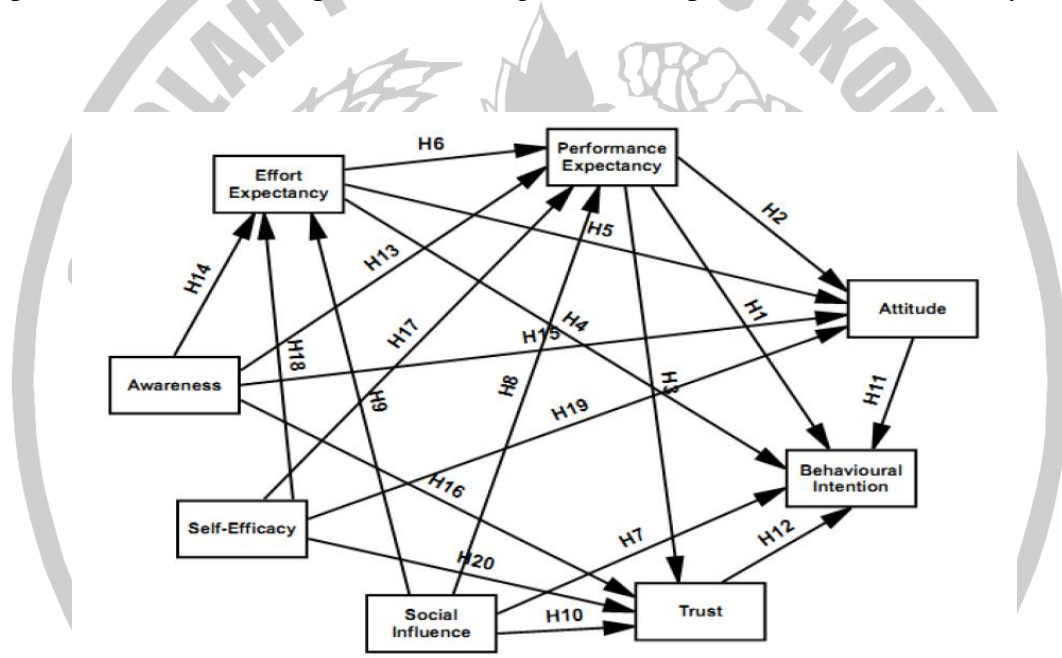 H6
Performance
Expectancy
Effort
Expectancy
H2
H5
H13
H14
Attitude
H1
H4
H15
H17
H18
Awareness
H3
H8
H9
H11
H19
Behavioural
Intention
H16
Self-Efficacy
H7
H12
H20
Social
Influence
H10
Trust